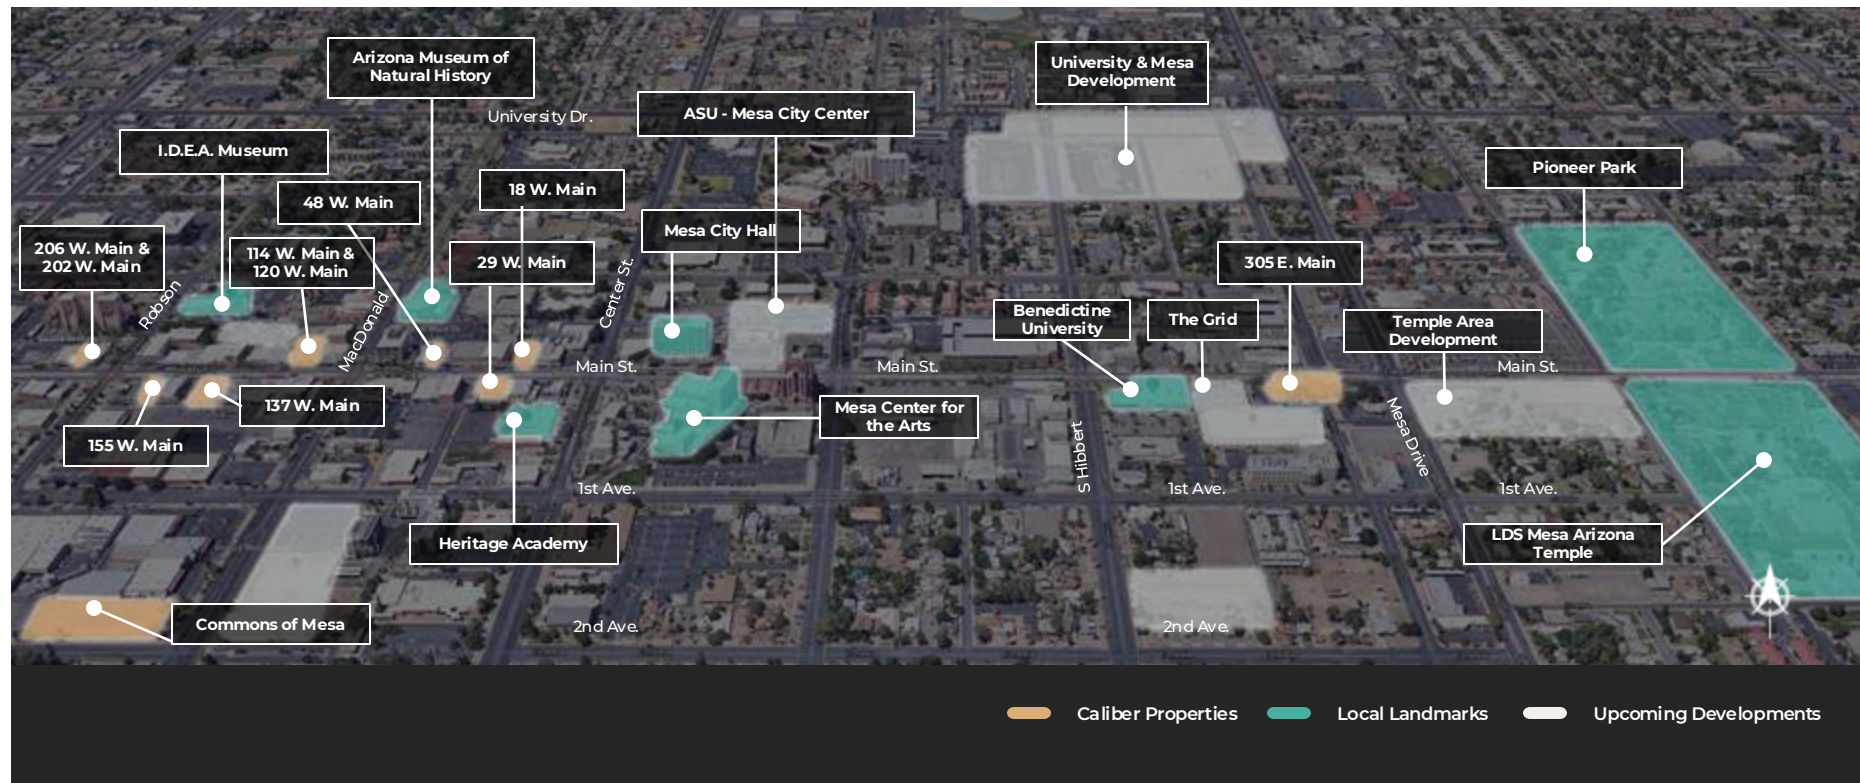 Arizona Museum of
Natural History
University & Mesa
Development
University Dr.
ASU - Mesa City Center
I.D.E.A. Museum
Pioneer Park
48 W. Main
18 W. Main
Mesa City Hall
206 W. Main &
202 W. Main
114 W. Main &
120 W. Main
29 W. Main
305 E. Main
Robson
MacDonald
Center St.
Benedictine
University
The Grid
Temple Area
Development
Main St.
Main St.
Main St.
137 W. Main
155 W. Main
Mesa Center for
the Arts
S Hibbert
Mesa Drive
1st Ave.
1st Ave.
1st Ave.
Heritage Academy
LDS Mesa Arizona
Temple
Commons of Mesa
2nd Ave.
2nd Ave.
Caliber Properties
Local Landmarks
Upcoming Developments